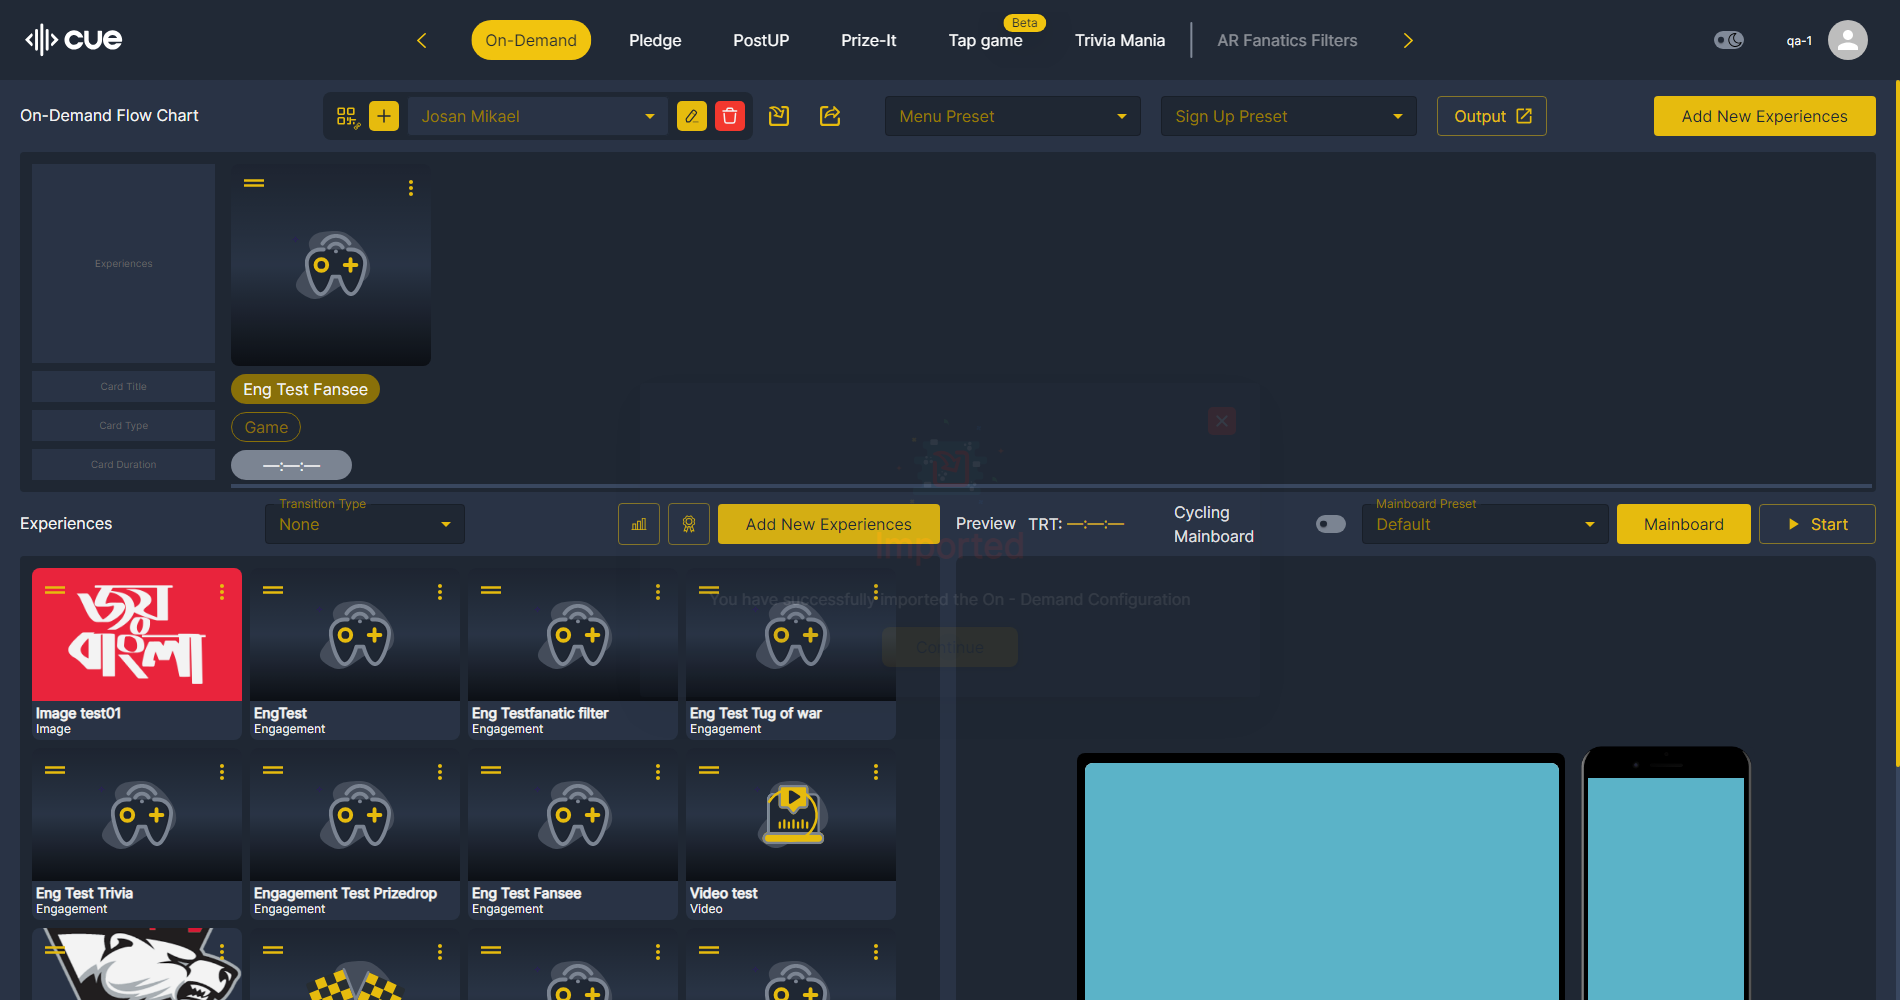 cue
On-Demand
Pledge
PostUP
Prize-It
Tap game
Beta
Trivia Mania
AR Fanatics Filters
qa-1
On-Demand Flow Chart
Josan Mikael
Menu Preset
Sign Up Preset
Output
Add New Experiences
Experiences
Card Title
Card Type
Card Duration
Eng Test Fansee
Game
—:—:—
Experiences
Transition Type
None
Add New Experiences
Preview
TRT: —:—:—
Cycling
Mainboard
Mainboard Preset
Default
Mainboard
Start
Imported
You have successfully imported the On - Demand Configuration
Continue
জয়
বাংলা
Image test01
Image
EngTest
Engagement
Eng Testfanatic filter
Engagement
Eng Test Tug of war
Engagement
Eng Test Trivia
Engagement
Engagement Test Prizedrop
Engagement
Eng Test Fansee
Engagement
Video test
Video